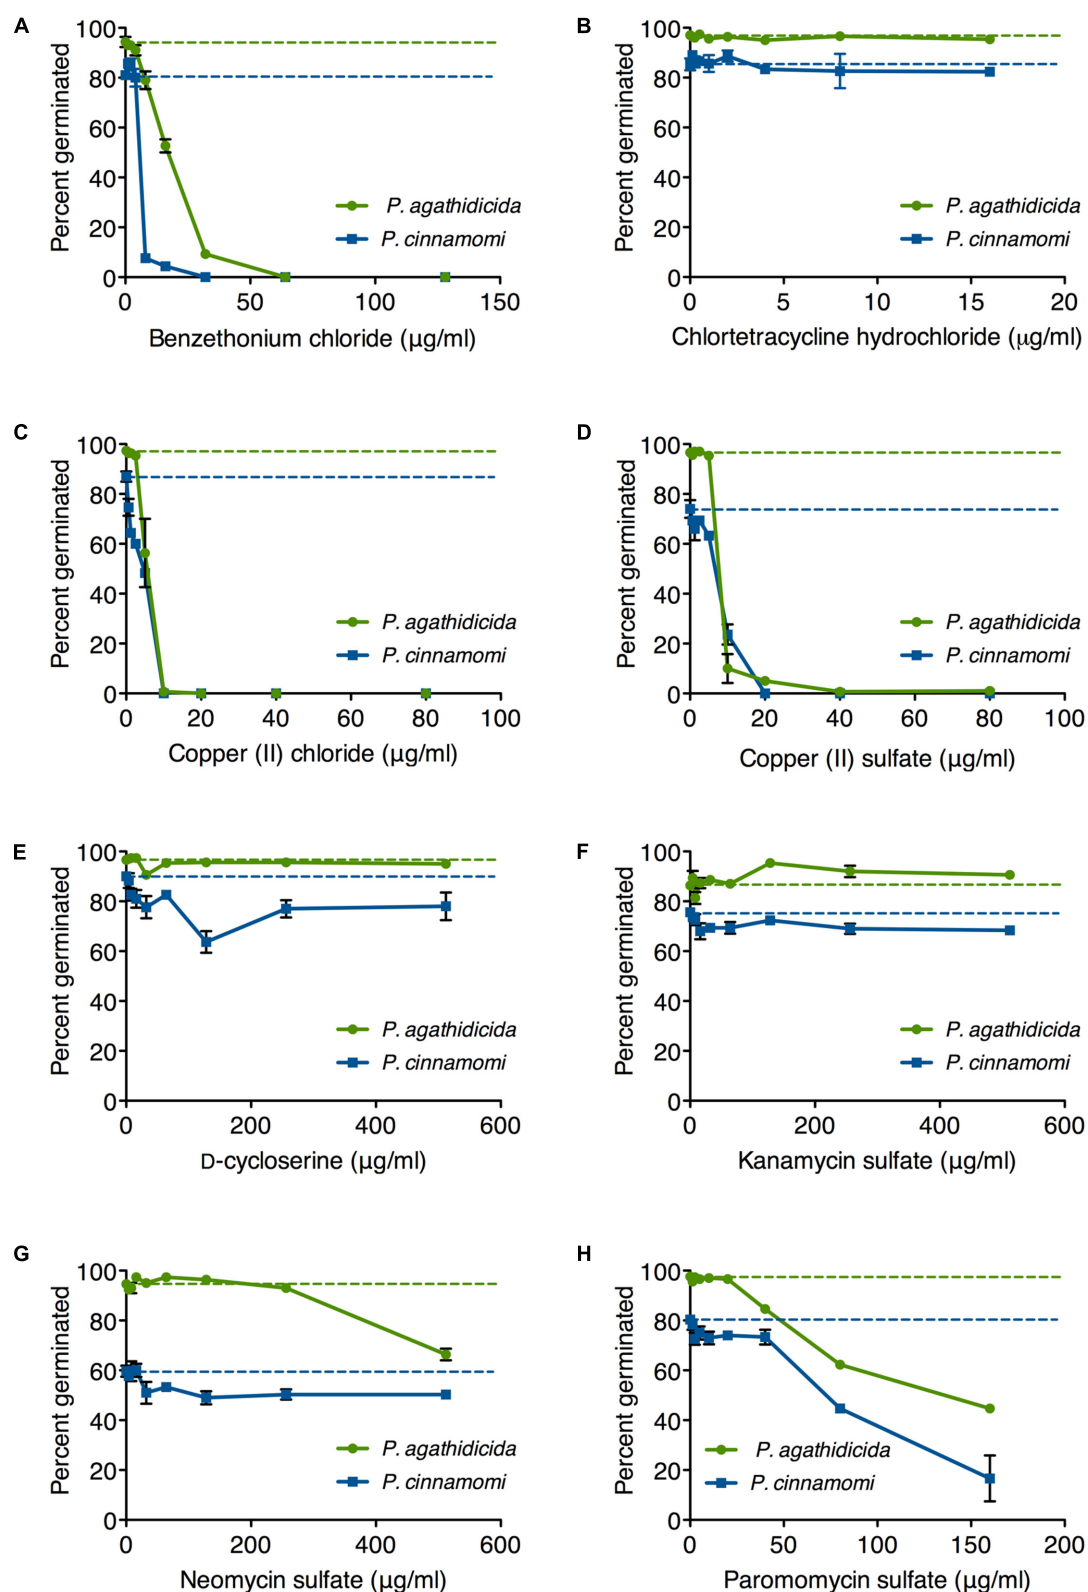 A
Percent germinated
100
80
60
40
20
0
P. agathidicida
P. cinnamomi
0 50 100 150
Benzethonium chloride (µg/ml)
B
Percent germinated
100
80
60
40
20
0
P. agathidicida
P. cinnamomi
0 5 10 15 20
Chlortetracycline hydrochloride (µg/ml)
C
Percent germinated
100
80
60
40
20
0
P. agathidicida
P. cinnamomi
0 20 40 60 80 100
Copper (II) chloride (µg/ml)
D
Percent germinated
100
80
60
40
20
0
P. agathidicida
P. cinnamomi
0 20 40 60 80 100
Copper (II) sulfate (µg/ml)
E
Percent germinated
100
80
60
40
20
0
P. agathidicida
P. cinnamomi
0 200 400 600
D-cycloserine (µg/ml)
F
Percent germinated
100
80
60
40
20
0
P. agathidicida
P. cinnamomi
0 200 400 600
Kanamycin sulfate (µg/ml)
G
Percent germinated
100
80
60
40
20
0
P. agathidicida
P. cinnamomi
0 200 400 600
Neomycin sulfate (µg/ml)
H
Percent germinated
100
80
60
40
20
0
P. agathidicida
P. cinnamomi
0 50 100 150 200
Paromomycin sulfate (µg/ml)